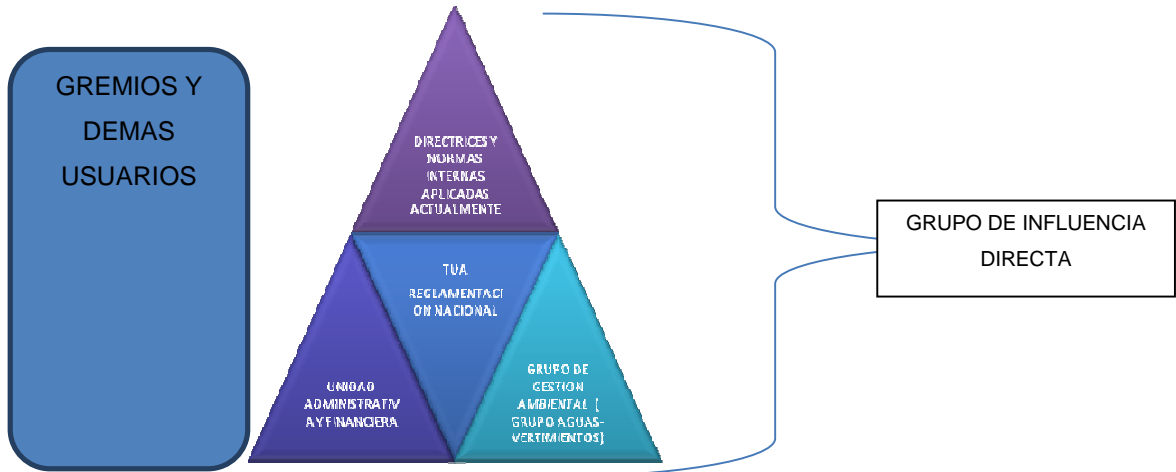 GREMIOS Y
DEMAS
USUARIOS
DIRECTRICES Y
NORMAS
INTERNAS
APLICADAS
ACTUALMENTE
TUA
REGLAMENTACI
ON NACIONAL
UNIDAD
ADMINISTRATIV
A Y FINANCIERA
GRUPO DE
GESTION
AMBIENTAL (
GRUPO AGUAS-
VERTIMIENTOS)
GRUPO DE INFLUENCIA
DIRECTA